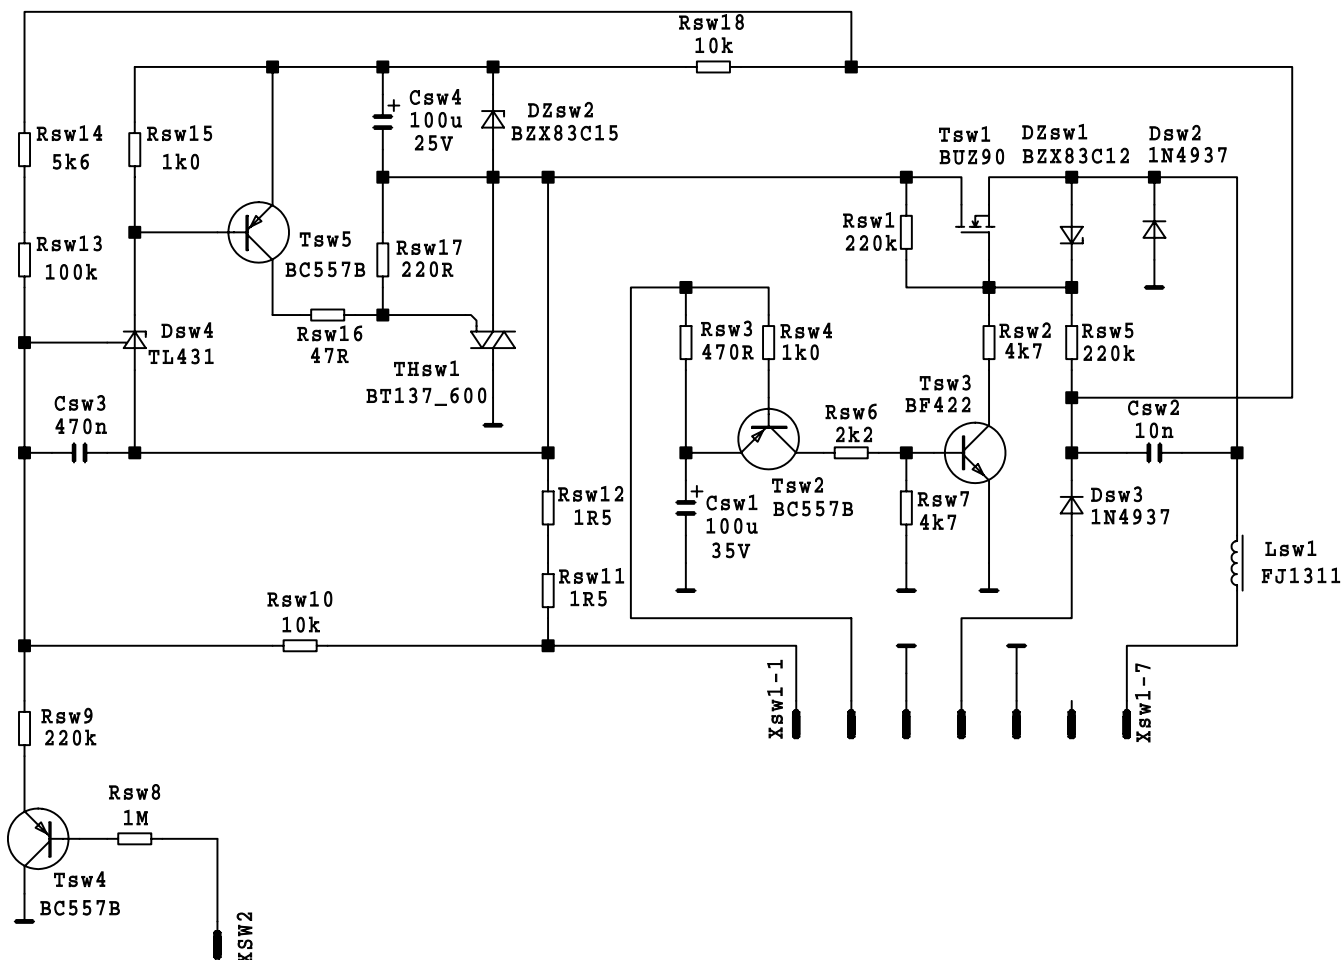 Rsw18
10k
Csw4
100u
25V
DZsw2
BZX83C15
Rsw14
5k6
Rsw15
1k0
Tsw1
BUZ90
DZsw1
BZX83C12
Dsw2
1N4937
Rsw13
100k
Tsw5
BC557B
Rsw17
220R
Rsw1
220k
Rsw16
47R
Dsw4
TL431
THsw1
BT137_600
Rsw3
470R
Rsw4
1k0
Rsw2
4k7
Rsw5
220k
Csw3
470n
Tsw3
BF422
Rsw6
2k2
Csw2
10n
Rsw12
1R5
Csw1
100u
35V
Tsw2
BC557B
Rsw7
4k7
Dsw3
1N4937
Lsw1
FJ1311
Rsw11
1R5
Rsw10
10k
Xsw1-1
Xsw1-7
Rsw9
220k
Rsw8
1M
Tsw4
BC557B
XSW2